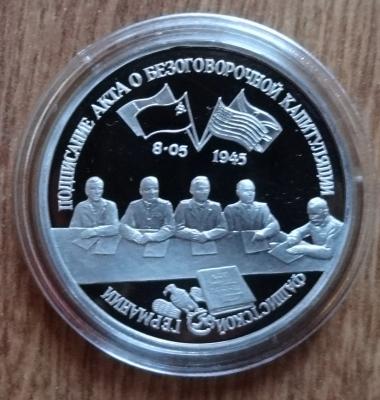 ПОДПИСАНИЕ АКТА О БЕЗОГОВОРОЧНОЙ КАПИТУЛЯЦИИ
8·05 1945
ФАШИСТСКОЙ ГЕРМАНИИ